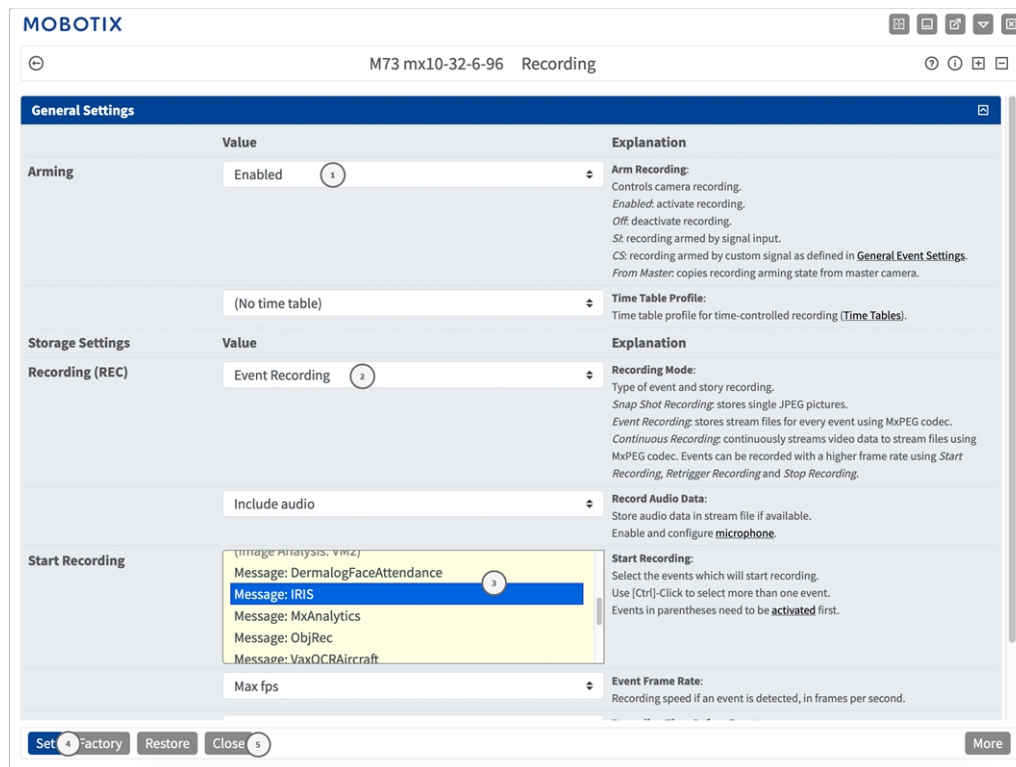 MOBOTIX
M73 mx10-32-6-96 Recording
General Settings
Value Explanation
Arming
Enabled 1
Arm Recording:
Controls camera recording.
Enabled: activate recording.
Off: deactivate recording.
SI: recording armed by signal input.
CS: recording armed by custom signal as defined in General Event Settings.
From Master: copies recording arming state from master camera.
(No time table)
Time Table Profile:
Time table profile for time-controlled recording (Time Tables).
Storage Settings Value Explanation
Recording (REC)
Event Recording 2
Recording Mode:
Type of event and story recording.
Snap Shot Recording: stores single JPEG pictures.
Event Recording: stores stream files for every event using MxPEG codec.
Continuous Recording: continuously streams video data to stream files using
MxPEG codec. Events can be recorded with a higher frame rate using Start
Recording, Retrigger Recording and Stop Recording.
Include audio
Record Audio Data:
Store audio data in stream file if available.
Enable and configure microphone.
Start Recording
(Image Analysis: VM2)
Message: DermalogFaceAttendance
Message: IRIS 3
Message: MxAnalytics
Message: ObjRec
Message: VaxOCRAircraft
Start Recording:
Select the events which will start recording.
Use [Ctrl]-Click to select more than one event.
Events in parentheses need to be activated first.
Max fps
Event Frame Rate:
Recording speed if an event is detected, in frames per second.
Set 4 Factory Restore Close 5 More